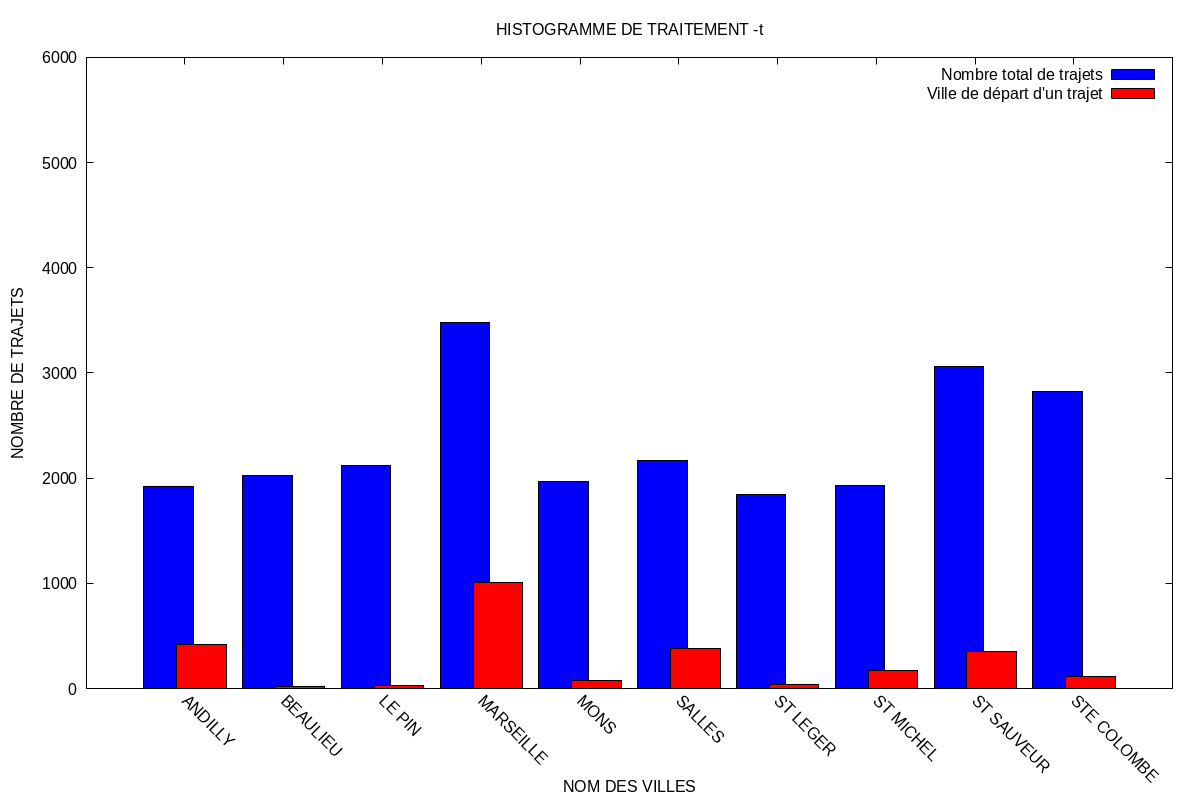 HISTOGRAMME DE TRAITEMENT -t
Nombre total de trajets
Ville de départ d'un trajet
6000
5000
4000
3000
2000
1000
0
NOMBRE DE TRAJETS
ANDILLY
BEAULIEU
LE PIN
MARSEILLE
MONS
SALLES
ST LEGER
ST MICHEL
ST SAUVEUR
STE COLOMBE
NOM DES VILLES